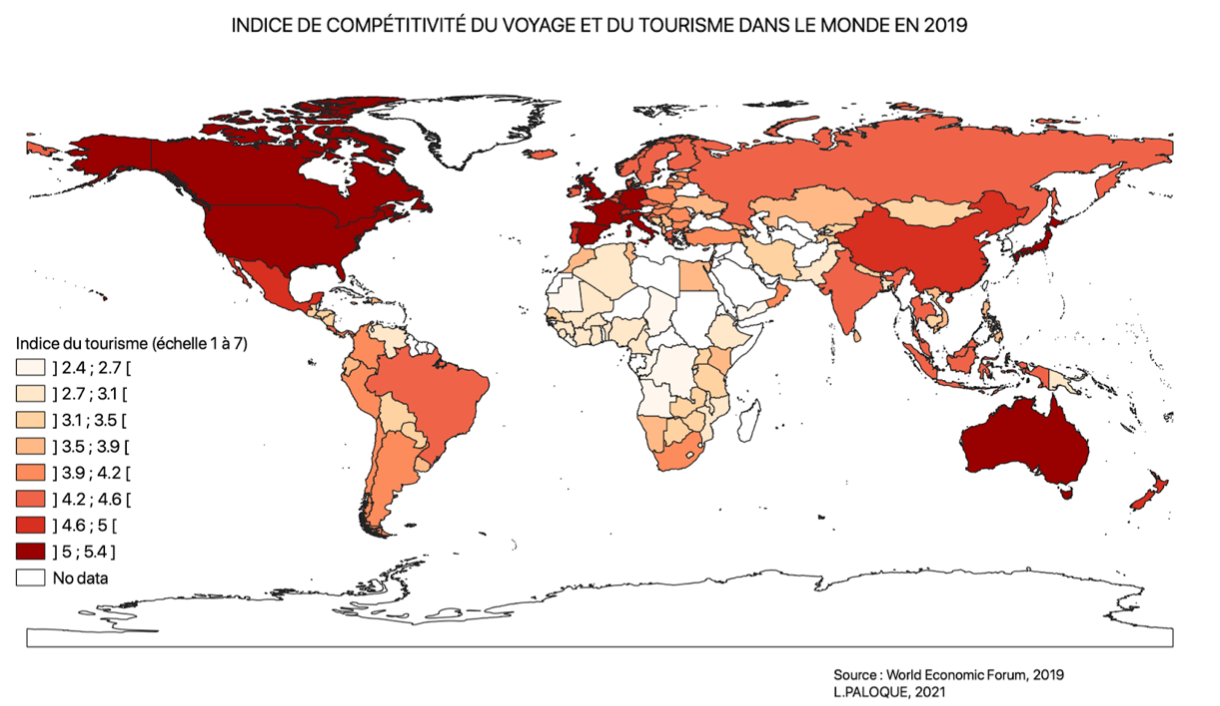 INDICE DE COMPÉTITIVITÉ DU VOYAGE ET DU TOURISME DANS LE MONDE EN 2019
Indice du tourisme (échelle 1 à 7)
] 2.4 ; 2.7 [
] 2.7 ; 3.1 [
] 3.1 ; 3.5 [
] 3.5 ; 3.9 [
] 3.9 ; 4.2 [
] 4.2 ; 4.6 [
] 4.6 ; 5 [
] 5 ; 5.4 ]
No data
Source : World Economic Forum, 2019
L.PALOQUE, 2021